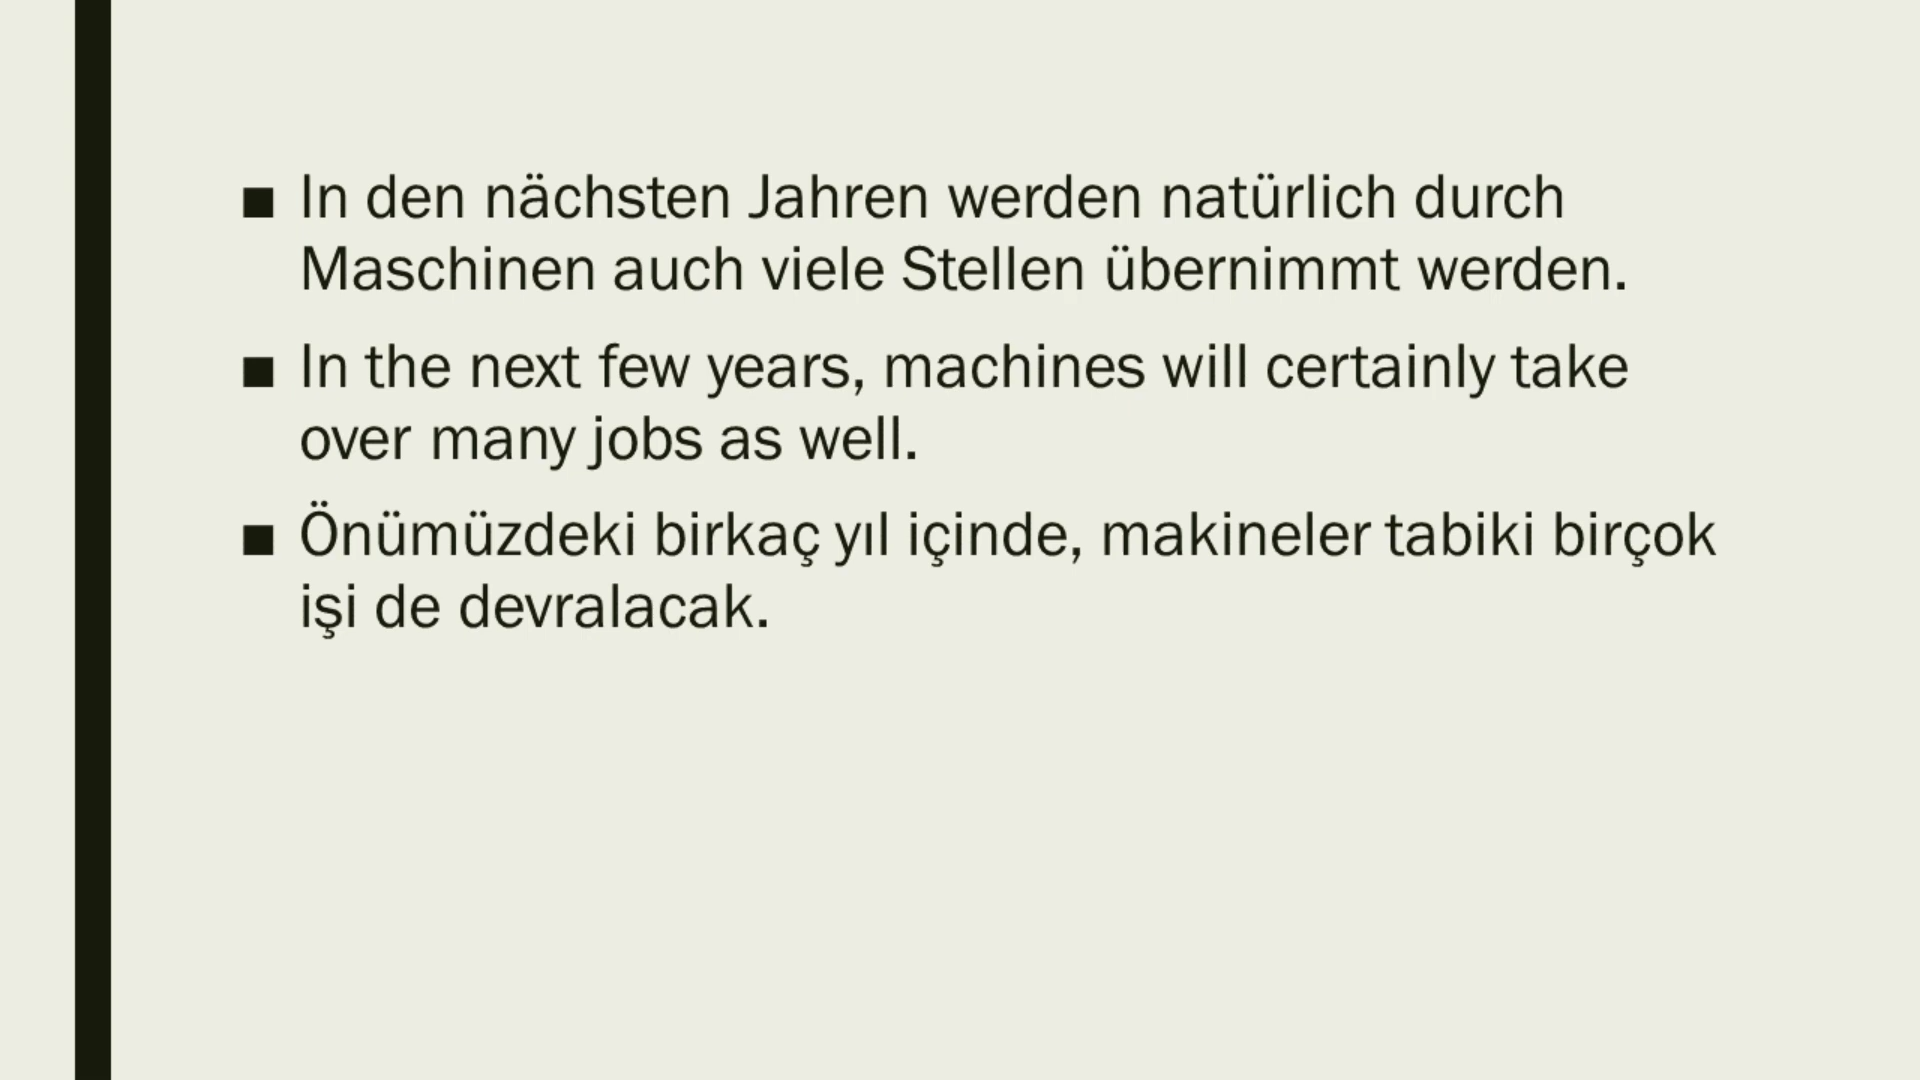 ■ In den nächsten Jahren werden natürlich durch
Maschinen auch viele Stellen übernimmt werden.
■ In the next few years, machines will certainly take
over many jobs as well.
■ Önümüzdeki birkaç yıl içinde, makineler tabiki birçok
işi de devralacak.